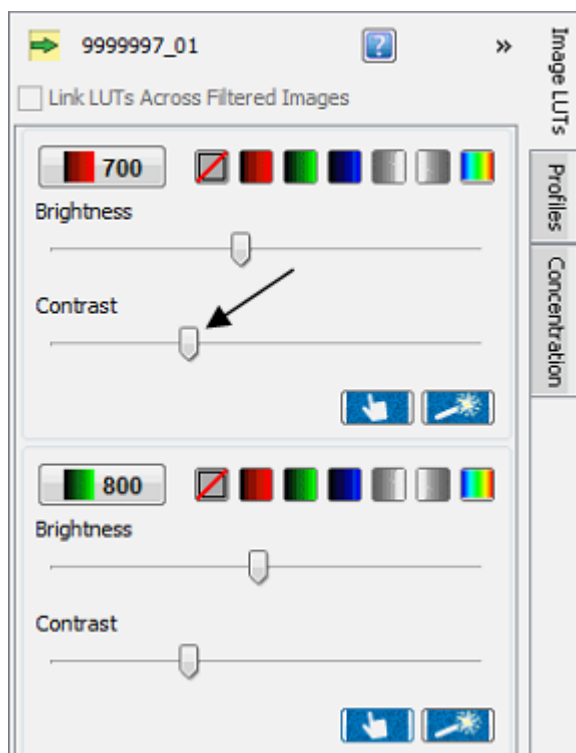 9999997_01
?
»
Link LUTs Across Filtered Images
700
Brightness
Contrast
800
Brightness
Contrast
Image LUTs
Profiles
Concentration